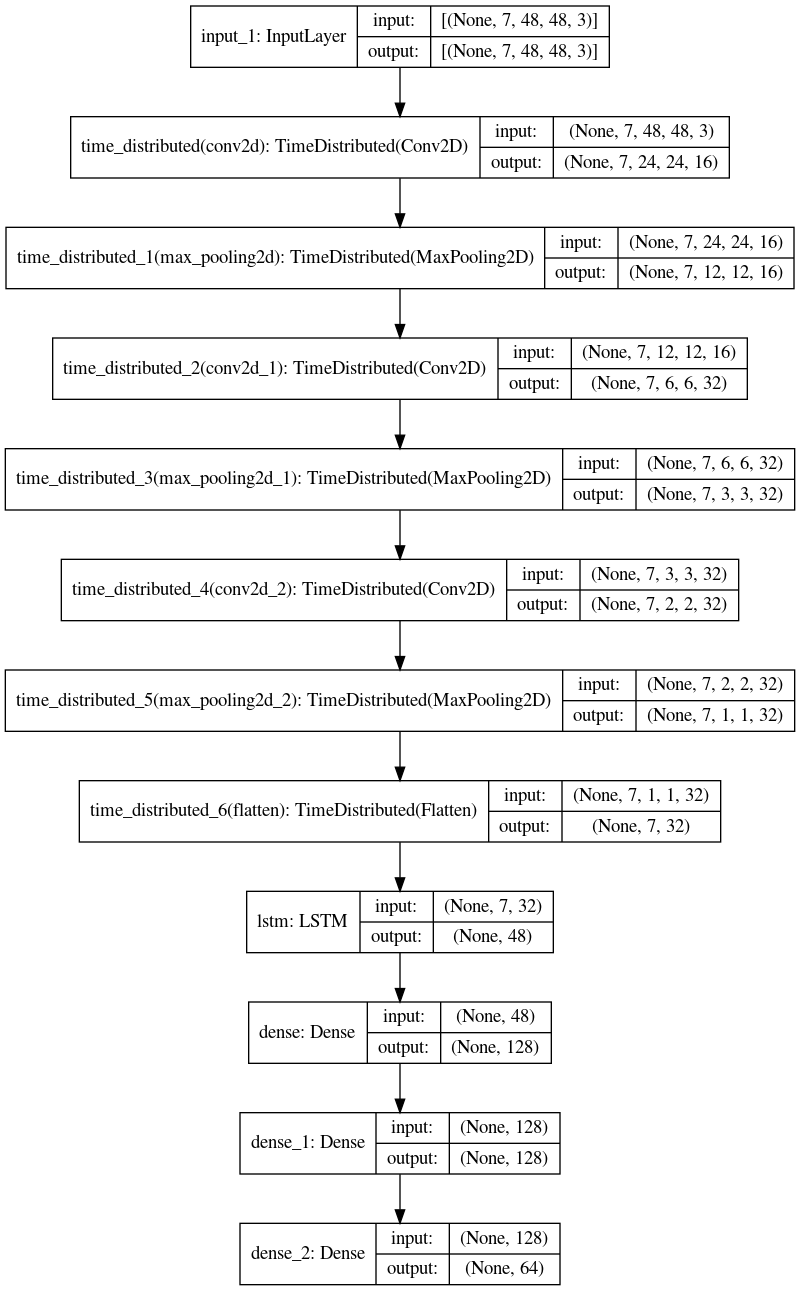 input_1: InputLayer
input: [(None, 7, 48, 48, 3)]
output: [(None, 7, 48, 48, 3)]
time_distributed(conv2d): TimeDistributed(Conv2D)
input: (None, 7, 48, 48, 3)
output: (None, 7, 24, 24, 16)
time_distributed_1(max_pooling2d): TimeDistributed(MaxPooling2D)
input: (None, 7, 24, 24, 16)
output: (None, 7, 12, 12, 16)
time_distributed_2(conv2d_1): TimeDistributed(Conv2D)
input: (None, 7, 12, 12, 16)
output: (None, 7, 6, 6, 32)
time_distributed_3(max_pooling2d_1): TimeDistributed(MaxPooling2D)
input: (None, 7, 6, 6, 32)
output: (None, 7, 3, 3, 32)
time_distributed_4(conv2d_2): TimeDistributed(Conv2D)
input: (None, 7, 3, 3, 32)
output: (None, 7, 2, 2, 32)
time_distributed_5(max_pooling2d_2): TimeDistributed(MaxPooling2D)
input: (None, 7, 2, 2, 32)
output: (None, 7, 1, 1, 32)
time_distributed_6(flatten): TimeDistributed(Flatten)
input: (None, 7, 1, 1, 32)
output: (None, 7, 32)
lstm: LSTM
input: (None, 7, 32)
output: (None, 48)
dense: Dense
input: (None, 48)
output: (None, 128)
dense_1: Dense
input: (None, 128)
output: (None, 128)
dense_2: Dense
input: (None, 128)
output: (None, 64)